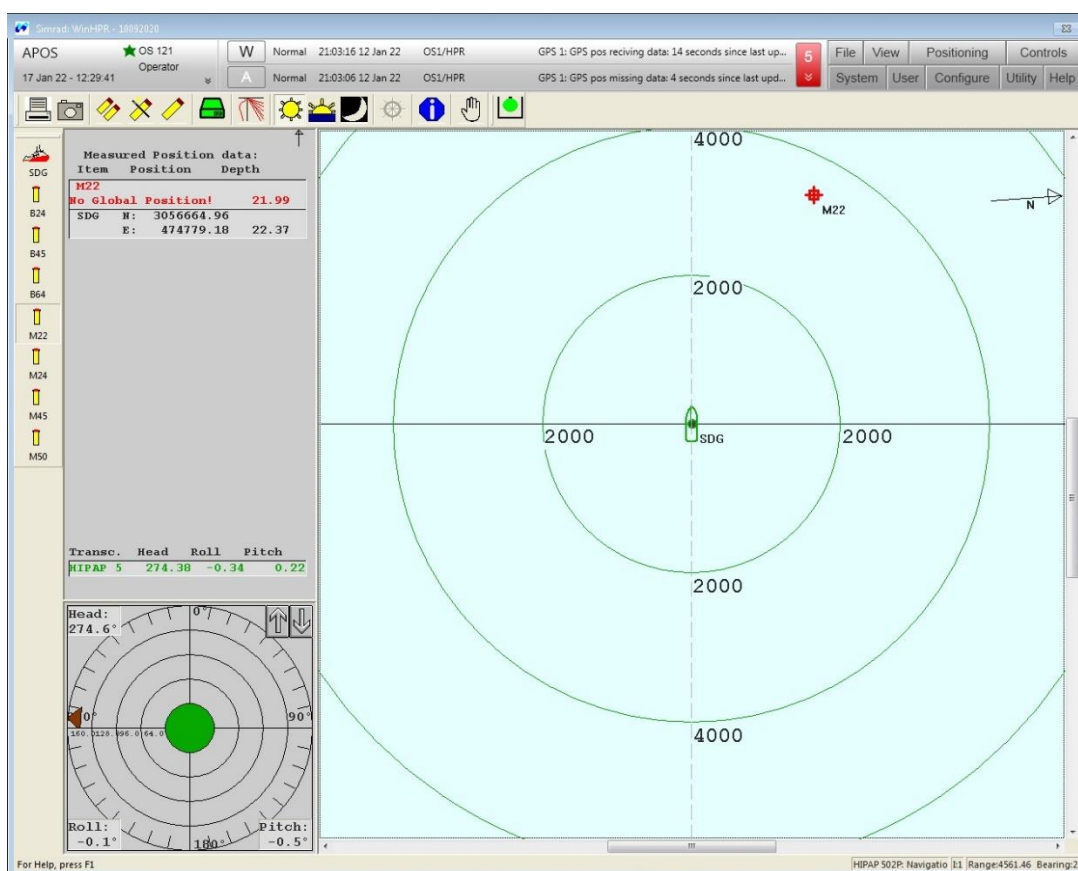 Simrad: WinHPR - 10092020
APOS
OS 121
Operator
17 Jan 22 - 12:29:41
W Normal 21:03:16 12 Jan 22 OS1/HPR GPS 1: GPS pos reciving data: 14 seconds since last up...
A Normal 21:03:06 12 Jan 22 OS1/HPR GPS 1: GPS pos missing data: 4 seconds since last upd...
5
File View Positioning Controls
System User Configure Utility Help
SDG
B24
B45
B64
M22
M24
M45
M50
Measured Position data:
Item Position Depth
M22
No Global Position! 21.99
SDG N: 3056664.96
E: 474779.18 22.37
Transc. Head Roll Pitch
HIPAP 5 274.38 -0.34 0.22
Head:
274.6°
0°
90°
180°
Roll:
-0.1°
Pitch:
-0.5°
4000
M22
N
2000
2000
SDG
2000
2000
4000
For Help, press F1
HIPAP 502P: Navigatio 1:1 Range:4561.46 Bearing:2